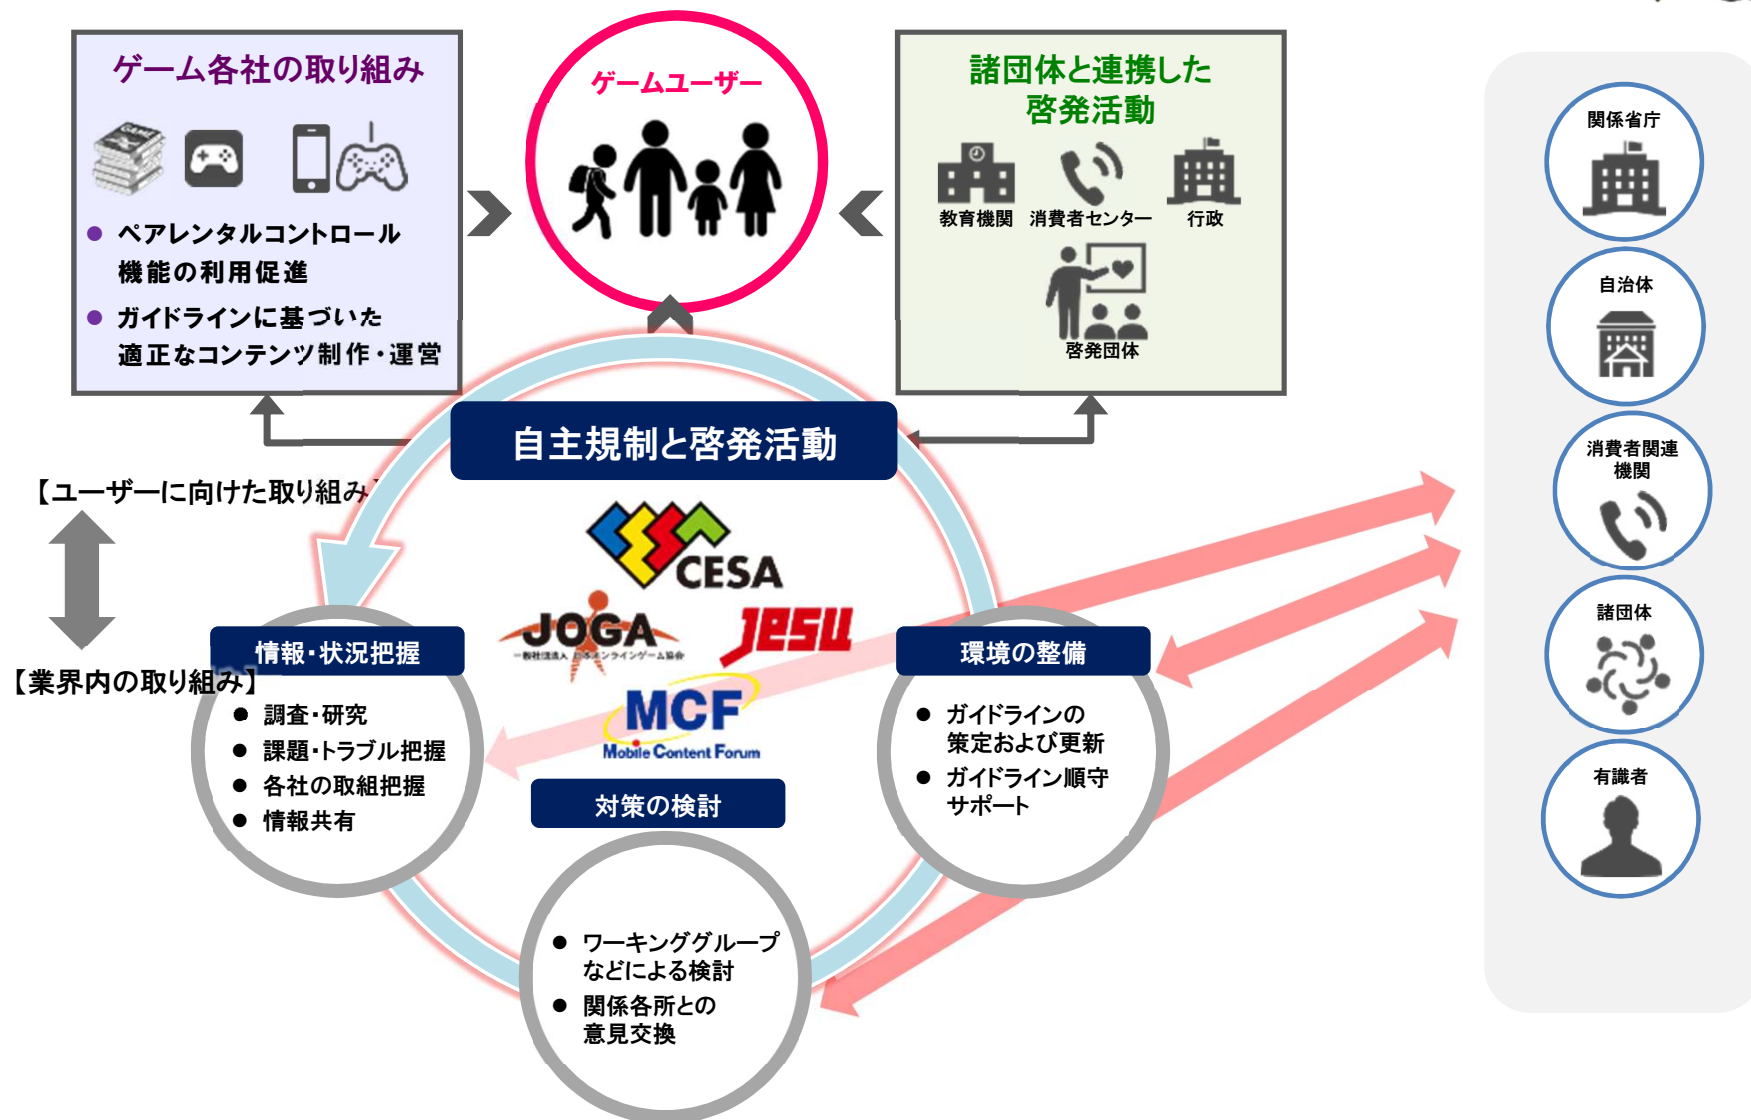 ゲーム各社の取り組み
● ペアレンタルコントロール
機能の利用促進
● ガイドラインに基づいた
適正なコンテンツ制作・運営
ゲームユーザー
諸団体と連携した
啓発活動
教育機関
消費者センター
行政
啓発団体
自主規制と啓発活動
【ユーザーに向けた取り組み】
【業界内の取り組み】
CESA
JOGA
一般社団法人 日本オンラインゲーム協会
JESU
MCF
Mobile Content Forum
情報・状況把握
● 調査・研究
● 課題・トラブル把握
● 各社の取組把握
● 情報共有
対策の検討
● ワーキンググループ
などによる検討
● 関係各所との
意見交換
環境の整備
● ガイドラインの
策定および更新
● ガイドライン順守
サポート
関係省庁
自治体
消費者関連
機関
諸団体
有識者